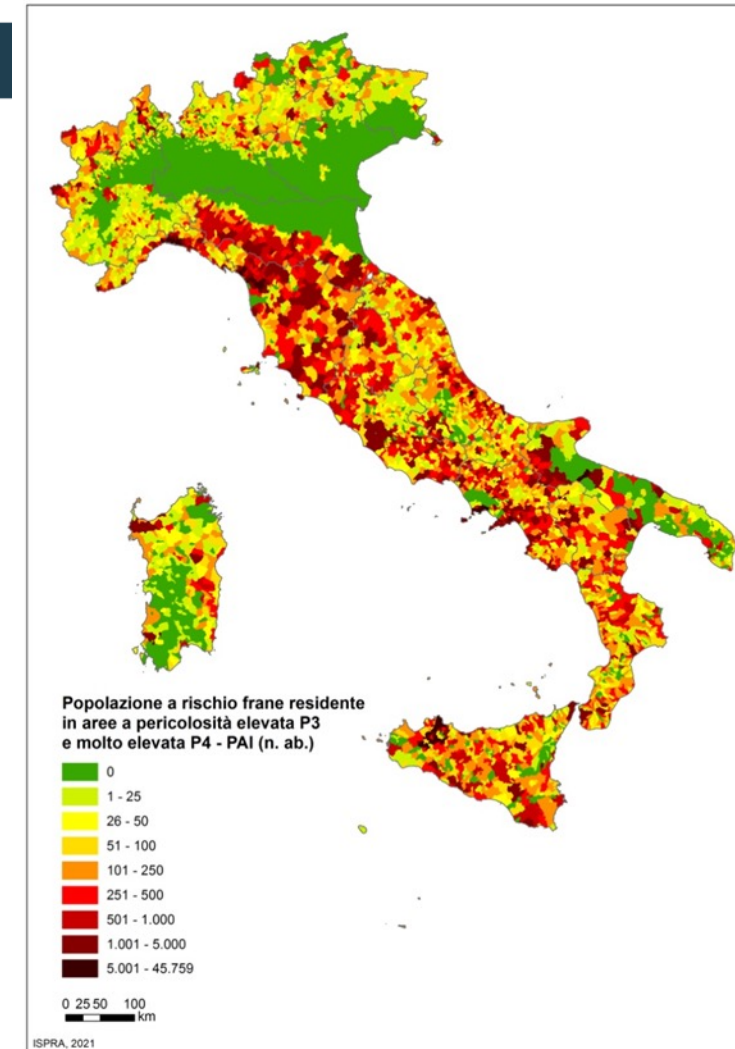 Popolazione a rischio frane residente
in aree a pericolosità elevata P3
e molto elevata P4 - PAI (n. ab.)
0
1 - 25
26 - 50
51 - 100
101 - 250
251 - 500
501 - 1.000
1.001 - 5.000
5.001 - 45.759
0 25 50 100
km
ISPRA, 2021